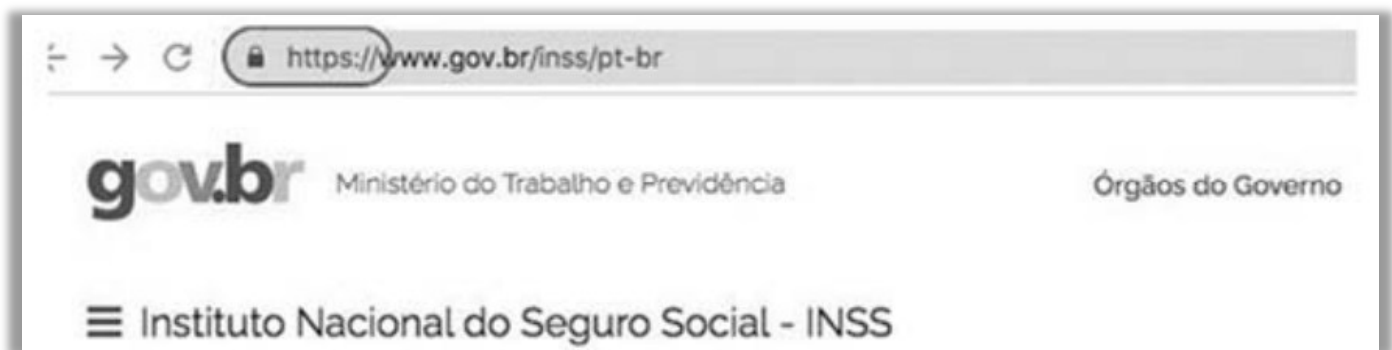 https://www.gov.br/inss/pt-br
gov.br Ministério do Trabalho e Previdência Órgãos do Governo
Instituto Nacional do Seguro Social - INSS